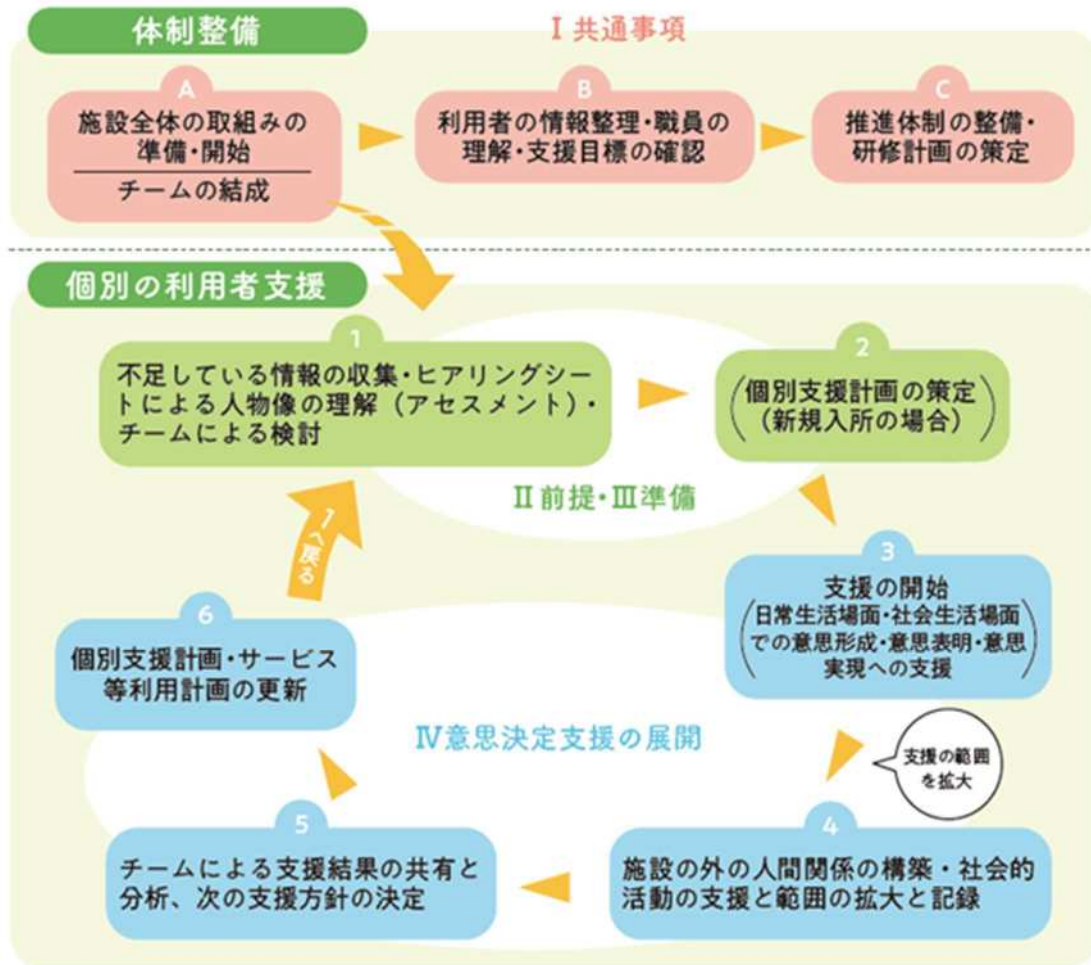 体制整備
Ⅰ 共通事項
A
施設全体の取組みの
準備・開始
チームの結成
B
利用者の情報整理・職員の
理解・支援目標の確認
C
推進体制の整備・
研修計画の策定
個別の利用者支援
1
不足している情報の収集・ヒアリングシー
トによる人物像の理解（アセスメント）・
チームによる検討
2
（個別支援計画の策定
（新規入所の場合））
Ⅱ 前提・Ⅲ 準備
3
支援の開始
（日常生活場面・社会生活場面
での意思形成・意思表明・意思
実現への支援）
支援の範囲
を拡大
4
施設の外の人間関係の構築・社会的
活動の支援と範囲の拡大と記録
5
チームによる支援結果の共有と
分析、次の支援方針の決定
6
個別支援計画・サービス
等利用計画の更新
1へ戻る
Ⅳ意思決定支援の展開